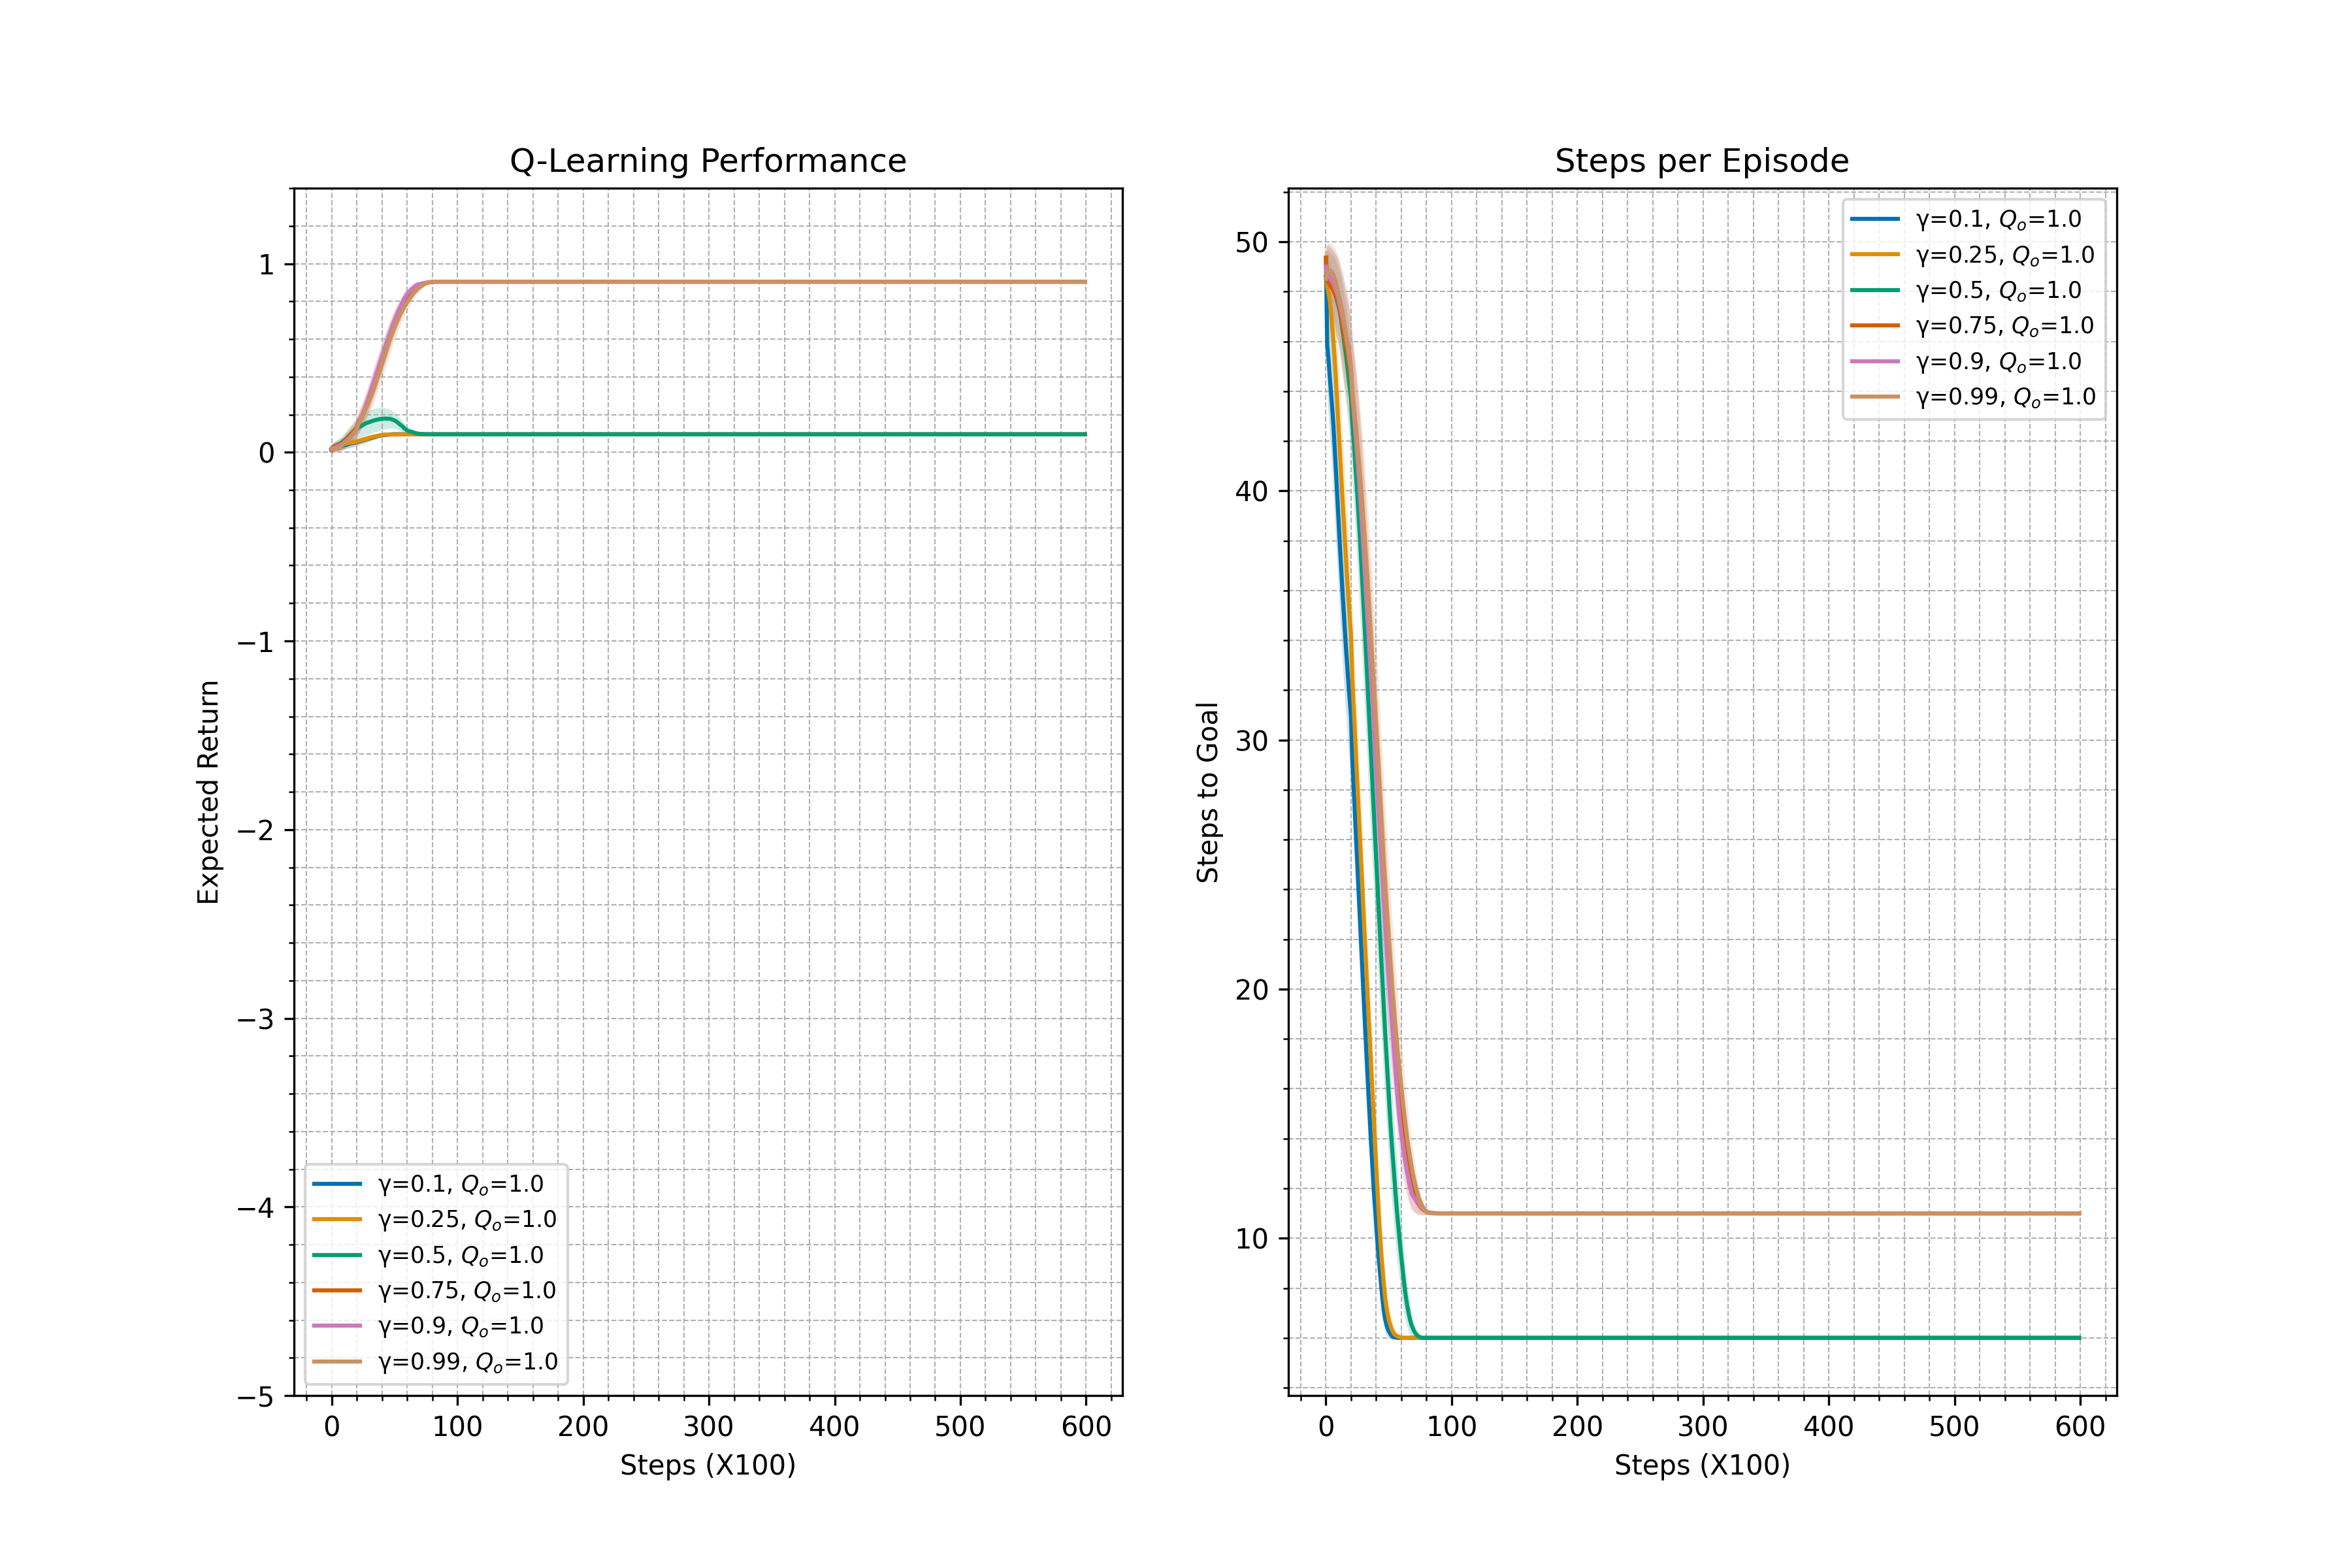 Q-Learning Performance
Expected Return
1
0
−1
−2
−3
−4
−5
γ=0.1, Qₒ=1.0
γ=0.25, Qₒ=1.0
γ=0.5, Qₒ=1.0
γ=0.75, Qₒ=1.0
γ=0.9, Qₒ=1.0
γ=0.99, Qₒ=1.0
0 100 200 300 400 500 600
Steps (X100)
Steps per Episode
Steps to Goal
50
40
30
20
10
γ=0.1, Qₒ=1.0
γ=0.25, Qₒ=1.0
γ=0.5, Qₒ=1.0
γ=0.75, Qₒ=1.0
γ=0.9, Qₒ=1.0
γ=0.99, Qₒ=1.0
0 100 200 300 400 500 600
Steps (X100)